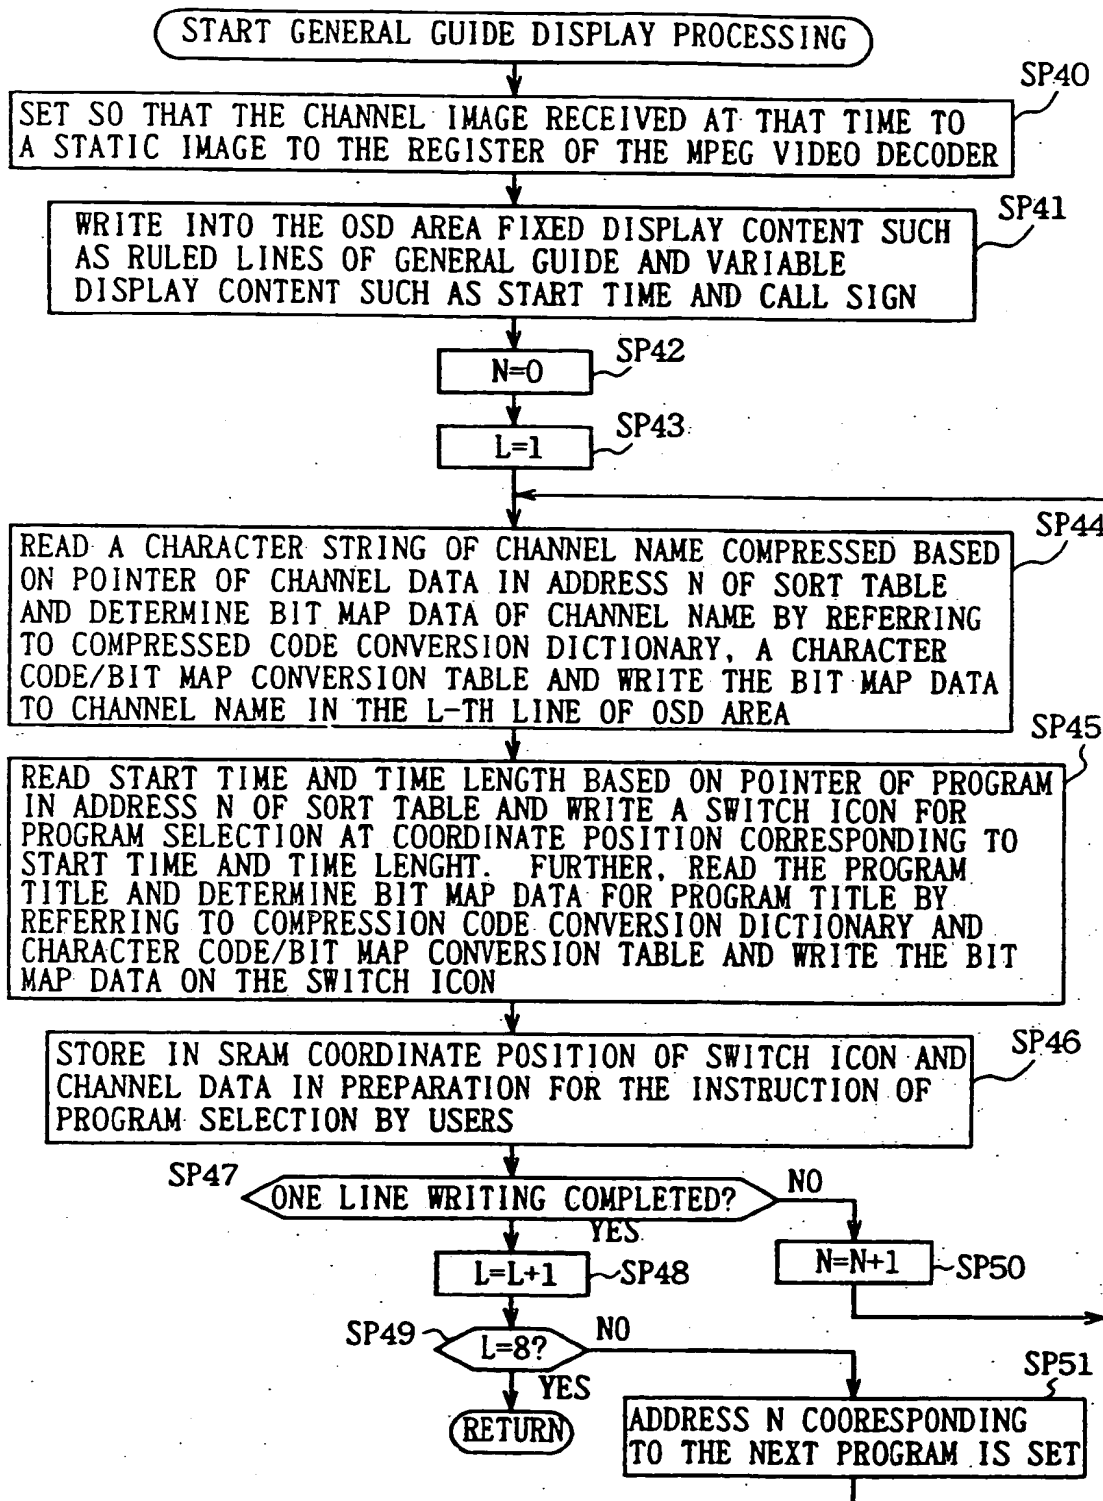 START GENERAL GUIDE DISPLAY PROCESSING
SP40
SET SO THAT THE CHANNEL IMAGE RECEIVED AT THAT TIME TO
A STATIC IMAGE TO THE REGISTER OF THE MPEG VIDEO DECODER
SP41
WRITE INTO THE OSD AREA FIXED DISPLAY CONTENT SUCH
AS RULED LINES OF GENERAL GUIDE AND VARIABLE
DISPLAY CONTENT SUCH AS START TIME AND CALL SIGN
SP42
N=0
SP43
L=1
SP44
READ A CHARACTER STRING OF CHANNEL NAME COMPRESSED BASED
ON POINTER OF CHANNEL DATA IN ADDRESS N OF SORT TABLE
AND DETERMINE BIT MAP DATA OF CHANNEL NAME BY REFERRING
TO COMPRESSED CODE CONVERSION DICTIONARY, A CHARACTER
CODE/BIT MAP CONVERSION TABLE AND WRITE THE BIT MAP DATA
TO CHANNEL NAME IN THE L-TH LINE OF OSD AREA
SP45
READ START TIME AND TIME LENGTH BASED ON POINTER OF PROGRAM
IN ADDRESS N OF SORT TABLE AND WRITE A SWITCH ICON FOR
PROGRAM SELECTION AT COORDINATE POSITION CORRESPONDING TO
START TIME AND TIME LENGHT. FURTHER, READ THE PROGRAM
TITLE AND DETERMINE BIT MAP DATA FOR PROGRAM TITLE BY
REFERRING TO COMPRESSION CODE CONVERSION DICTIONARY AND
CHARACTER CODE/BIT MAP CONVERSION TABLE AND WRITE THE BIT
MAP DATA ON THE SWITCH ICON
SP46
STORE IN SRAM COORDINATE POSITION OF SWITCH ICON AND
CHANNEL DATA IN PREPARATION FOR THE INSTRUCTION OF
PROGRAM SELECTION BY USERS
SP47
ONE LINE WRITING COMPLETED?
NO
YES
L=L+1
SP48
N=N+1
SP50
SP49
L=8?
NO
YES
RETURN
SP51
ADDRESS N COORESPONDING
TO THE NEXT PROGRAM IS SET